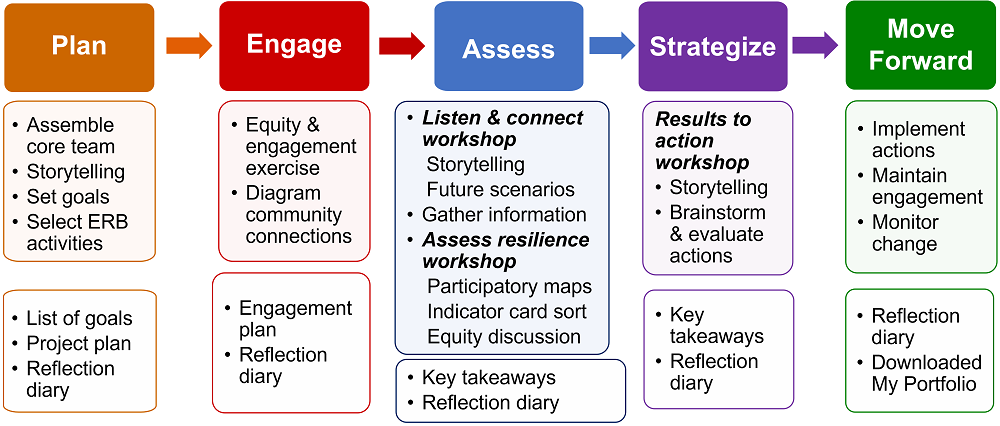 Plan
Engage
Assess
Strategize
Move
Forward
• Assemble
core team
• Storytelling
• Set goals
• Select ERB
activities
• Equity &
engagement
exercise
• Diagram
community
connections
• Listen & connect
workshop
Storytelling
Future scenarios
• Gather information
• Assess resilience
workshop
Participatory maps
Indicator card sort
Equity discussion
Results to
action
workshop
• Storytelling
• Brainstorm
& evaluate
actions
• Implement
actions
• Maintain
engagement
• Monitor
change
• List of goals
• Project plan
• Reflection
diary
• Engagement
plan
• Reflection
diary
• Key takeaways
• Reflection diary
• Key
takeaways
• Reflection
diary
• Reflection
diary
• Downloaded
My Portfolio